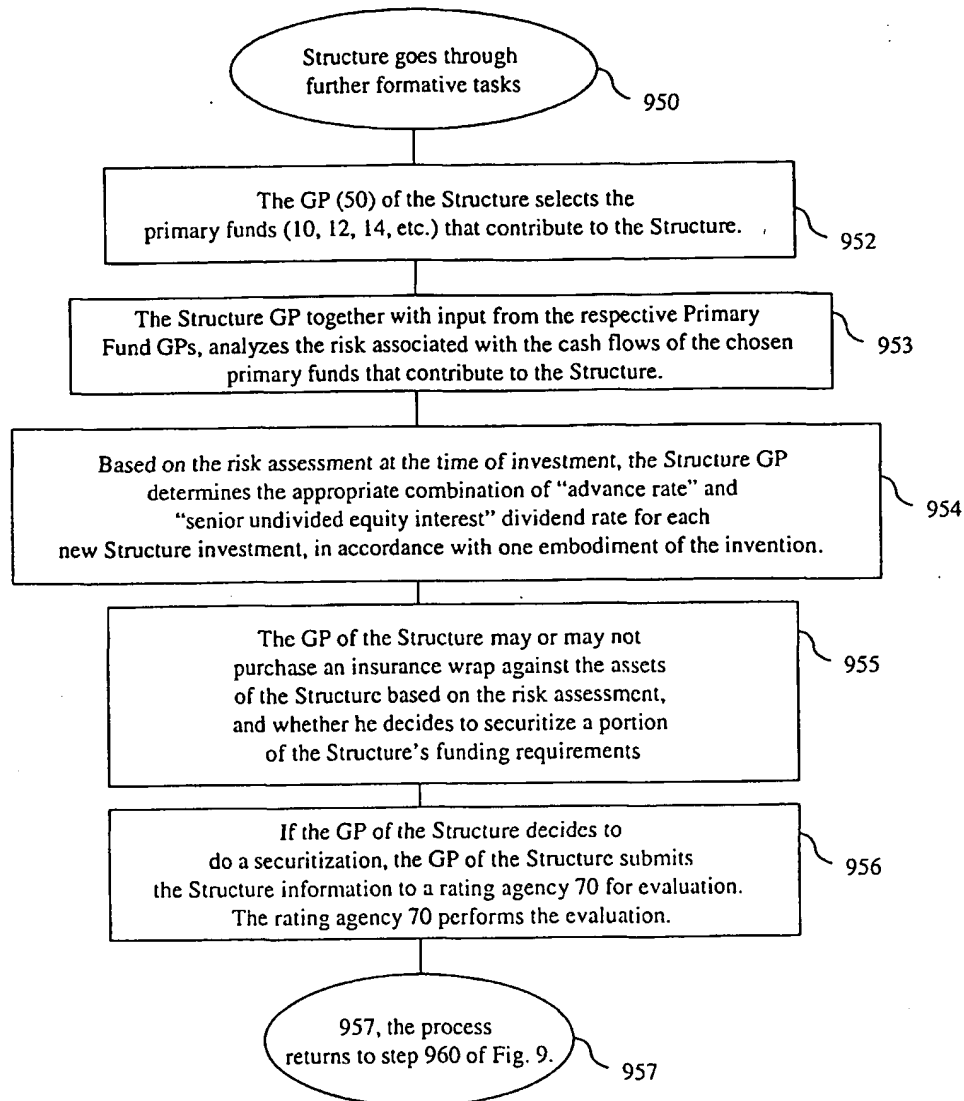 Structure goes through
further formative tasks
950
The GP (50) of the Structure selects the
primary funds (10, 12, 14, etc.) that contribute to the Structure.
952
The Structure GP together with input from the respective Primary
Fund GPs, analyzes the risk associated with the cash flows of the chosen
primary funds that contribute to the Structure.
953
Based on the risk assessment at the time of investment, the Structure GP
determines the appropriate combination of “advance rate” and
“senior undivided equity interest” dividend rate for each
new Structure investment, in accordance with one embodiment of the invention.
954
The GP of the Structure may or may not
purchase an insurance wrap against the assets
of the Structure based on the risk assessment,
and whether he decides to securitize a portion
of the Structure’s funding requirements
955
If the GP of the Structure decides to
do a securitization, the GP of the Structure submits
the Structure information to a rating agency 70 for evaluation.
The rating agency 70 performs the evaluation.
956
957, the process
returns to step 960 of Fig. 9.
957